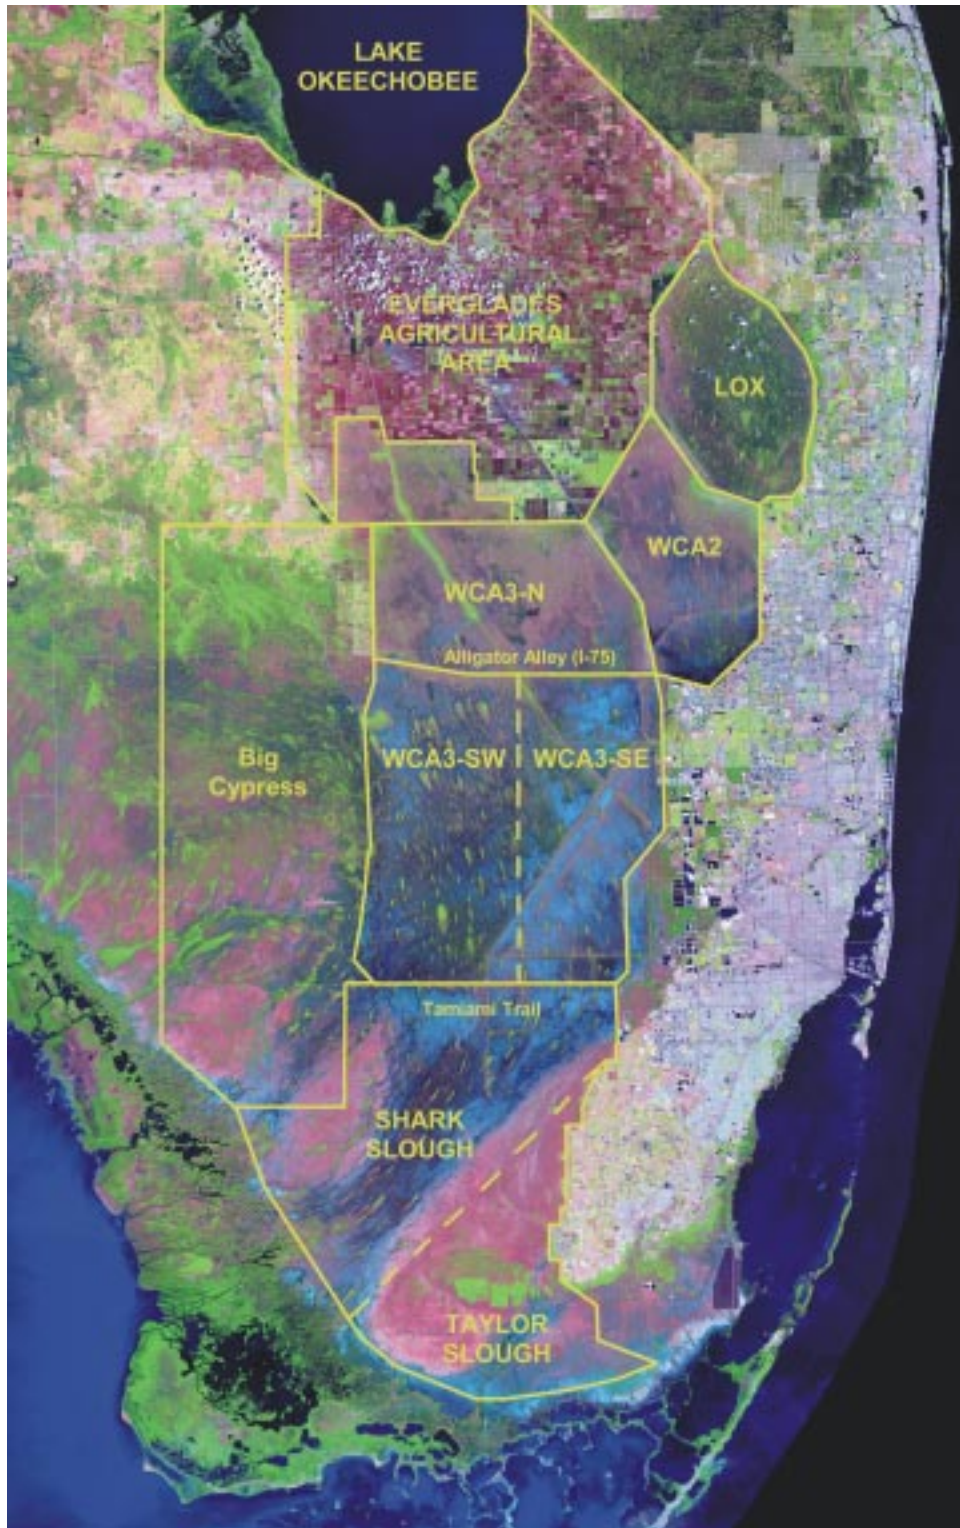 LAKE
OKEECHOBEE
EVERGLADES
AGRICULTURAL
AREA
LOX
WCA2
WCA3-N
Alligator Alley (I-75)
Big
Cypress
WCA3-SW
WCA3-SE
Tamiami Trail
SHARK
SLOUGH
TAYLOR
SLOUGH